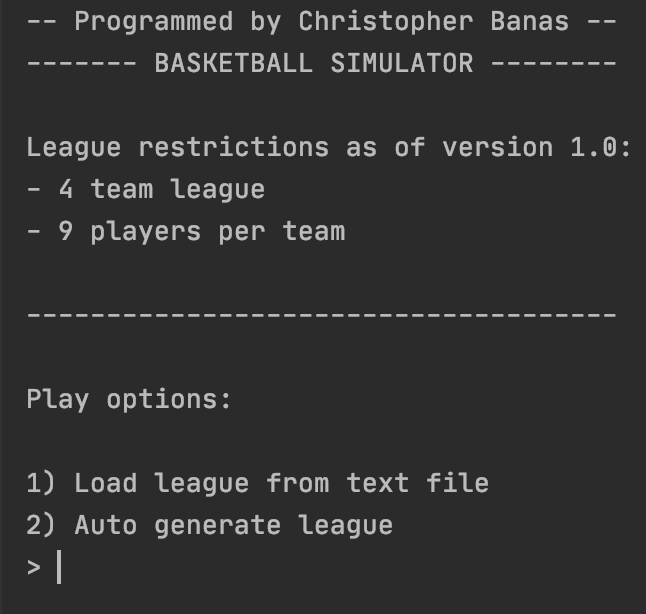 -- Programmed by Christopher Banas --
------- BASKETBALL SIMULATOR --------
League restrictions as of version 1.0:
- 4 team league
- 9 players per team
-------------------------------------
Play options:
1) Load league from text file
2) Auto generate league
>